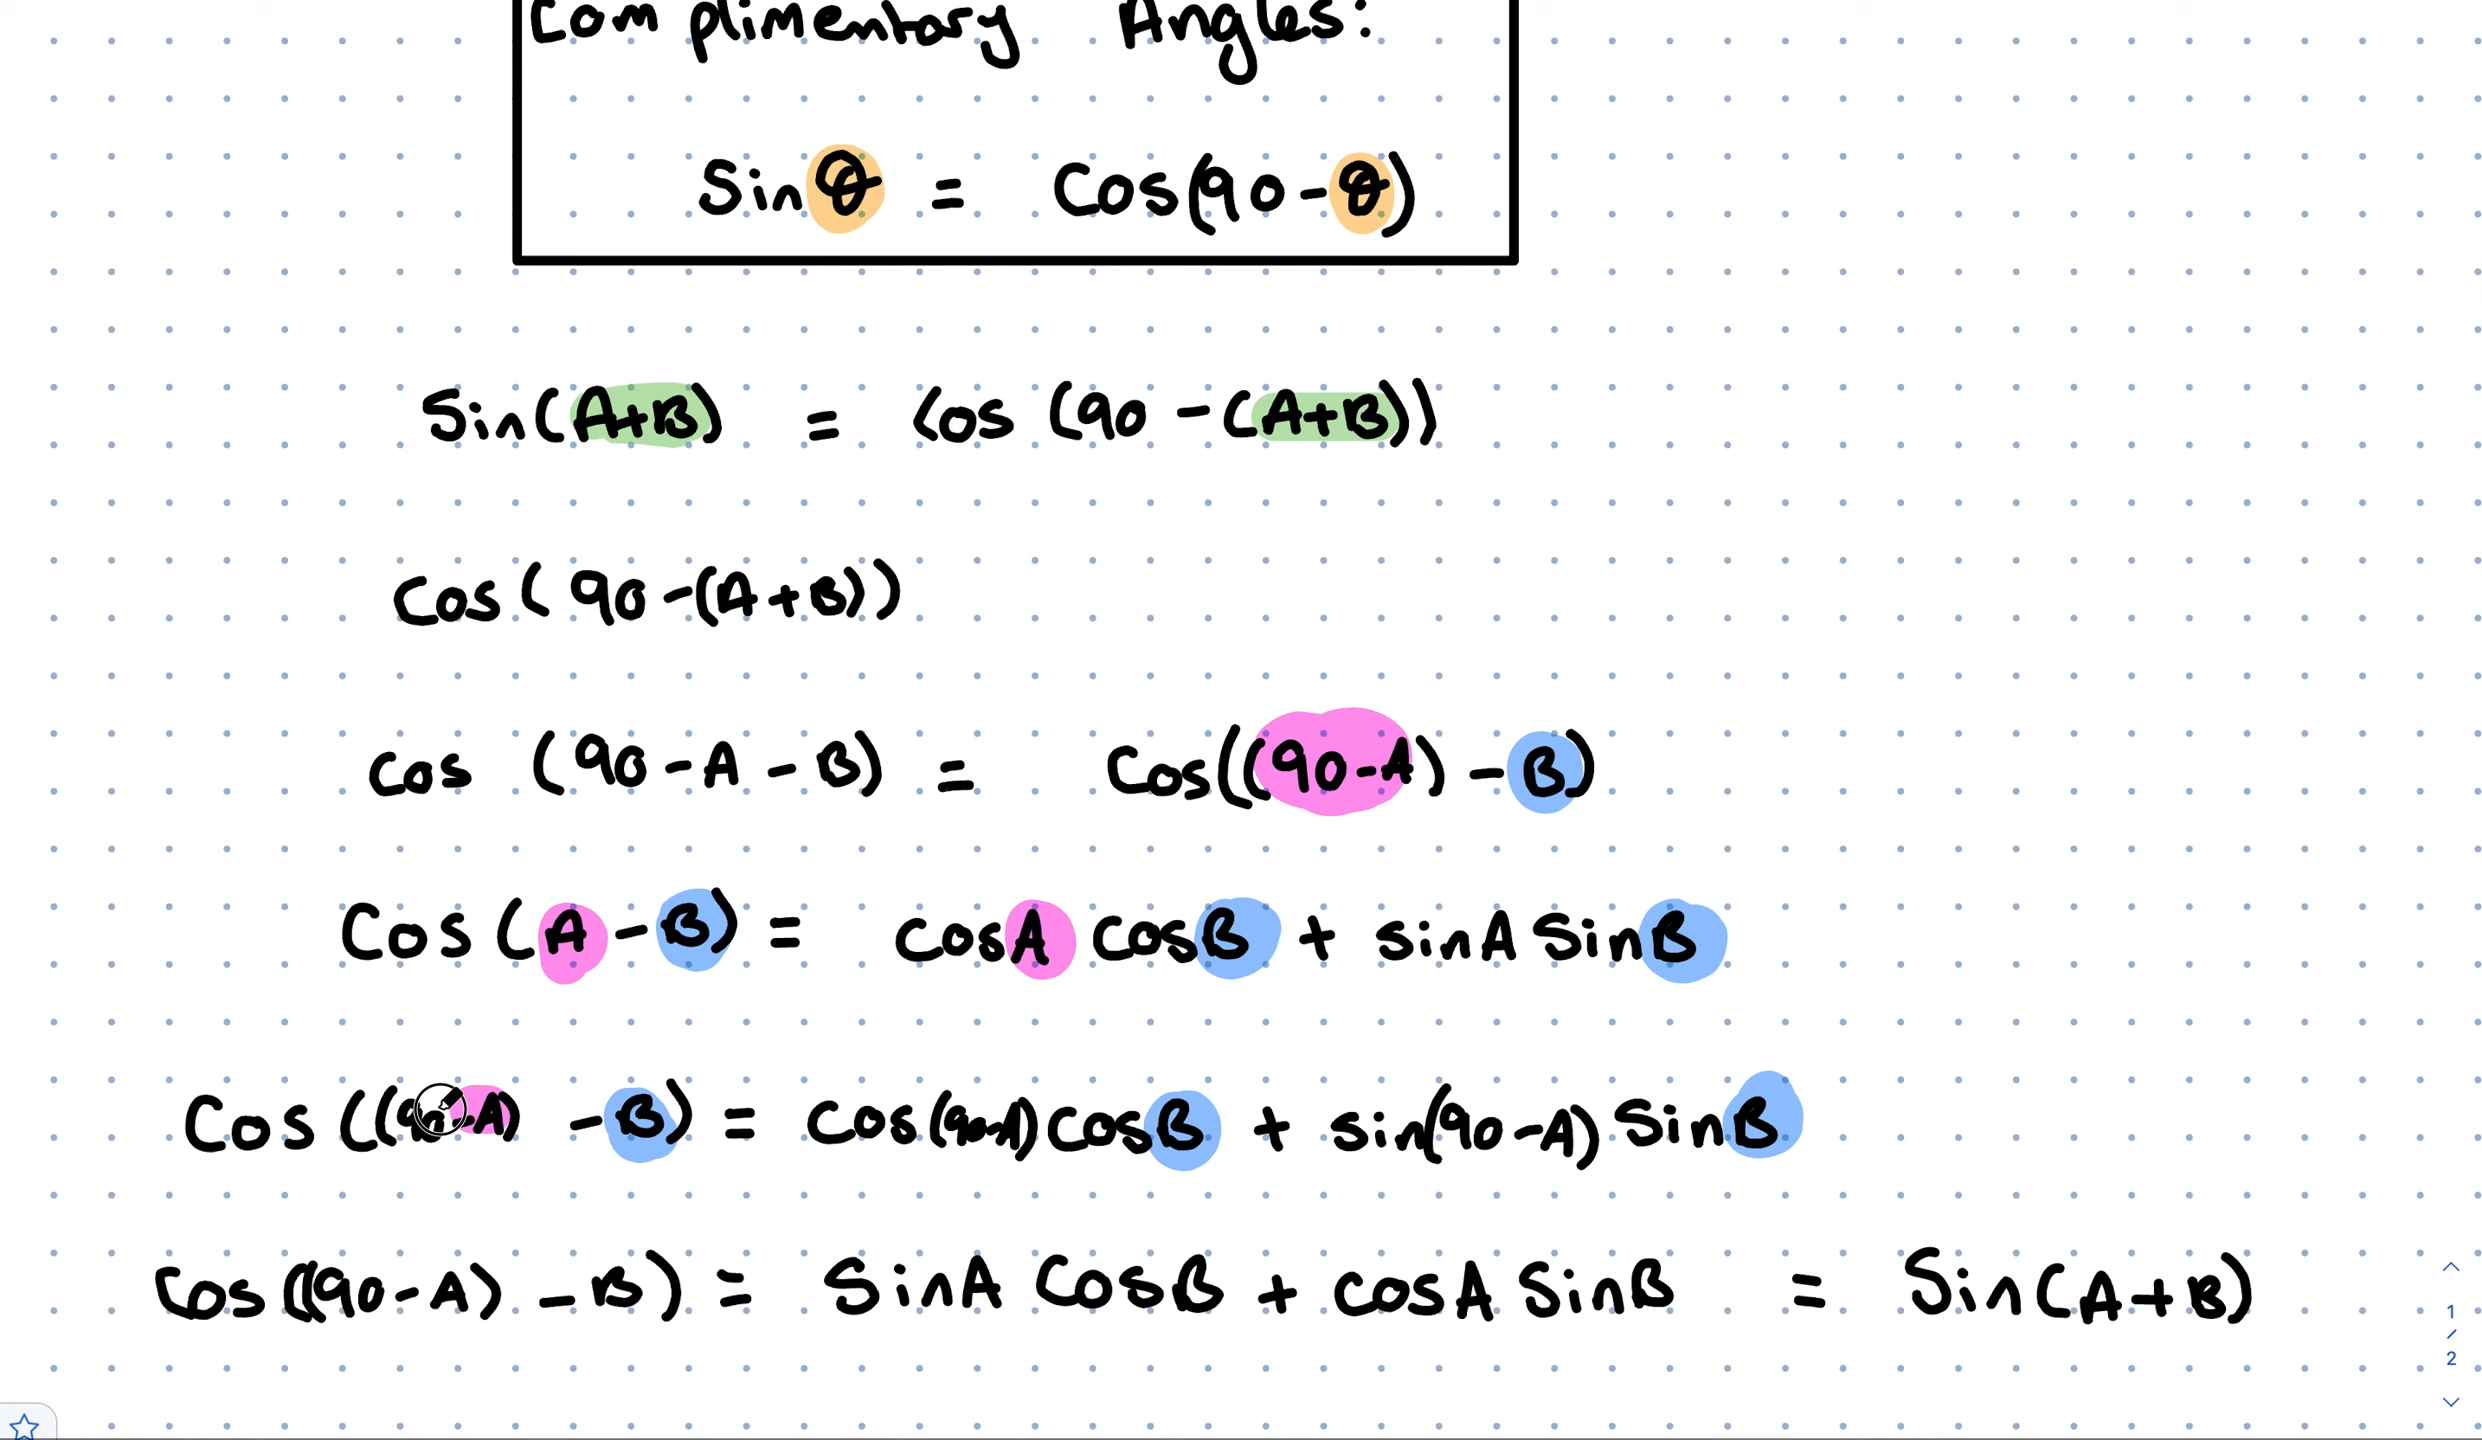 Complimentary Angles:
Sinθ = Cos(90-θ)
Sin(A+B) = Cos (90-(A+B))
Cos(90-(A+B))
Cos (90-A-B) = Cos((90-A)-B)
Cos(A-B) = CosA CosB + sinA SinB
Cos((90-A) -B) = Cos(90-A)CosB + sin(90-A) SinB
Cos((90-A) -B) = SinA CosB + cosA SinB = Sin(A+B)
1
/
2